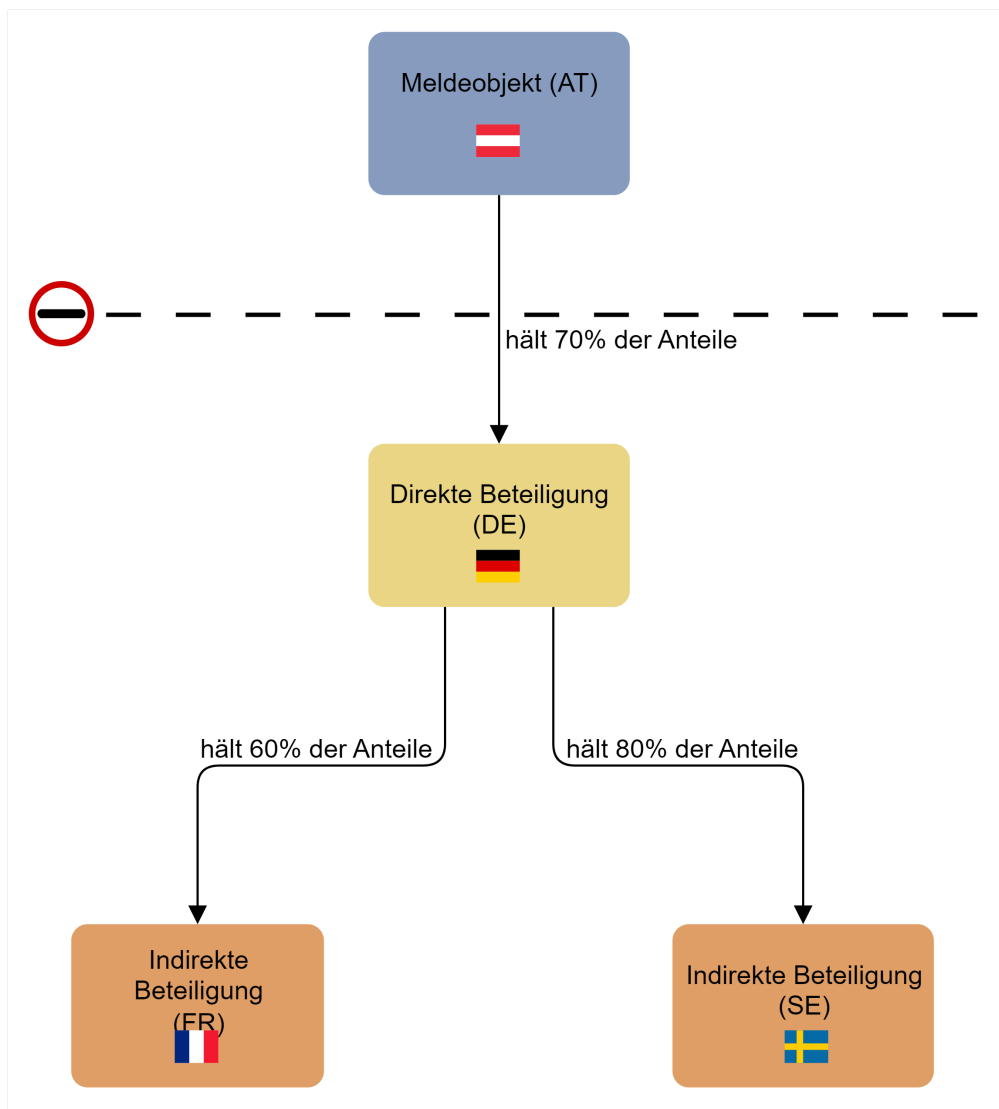 Meldeobjekt (AT)
hält 70% der Anteile
Direkte Beteiligung
(DE)
hält 60% der Anteile
hält 80% der Anteile
Indirekte
Beteiligung
(FR)
Indirekte Beteiligung
(SE)